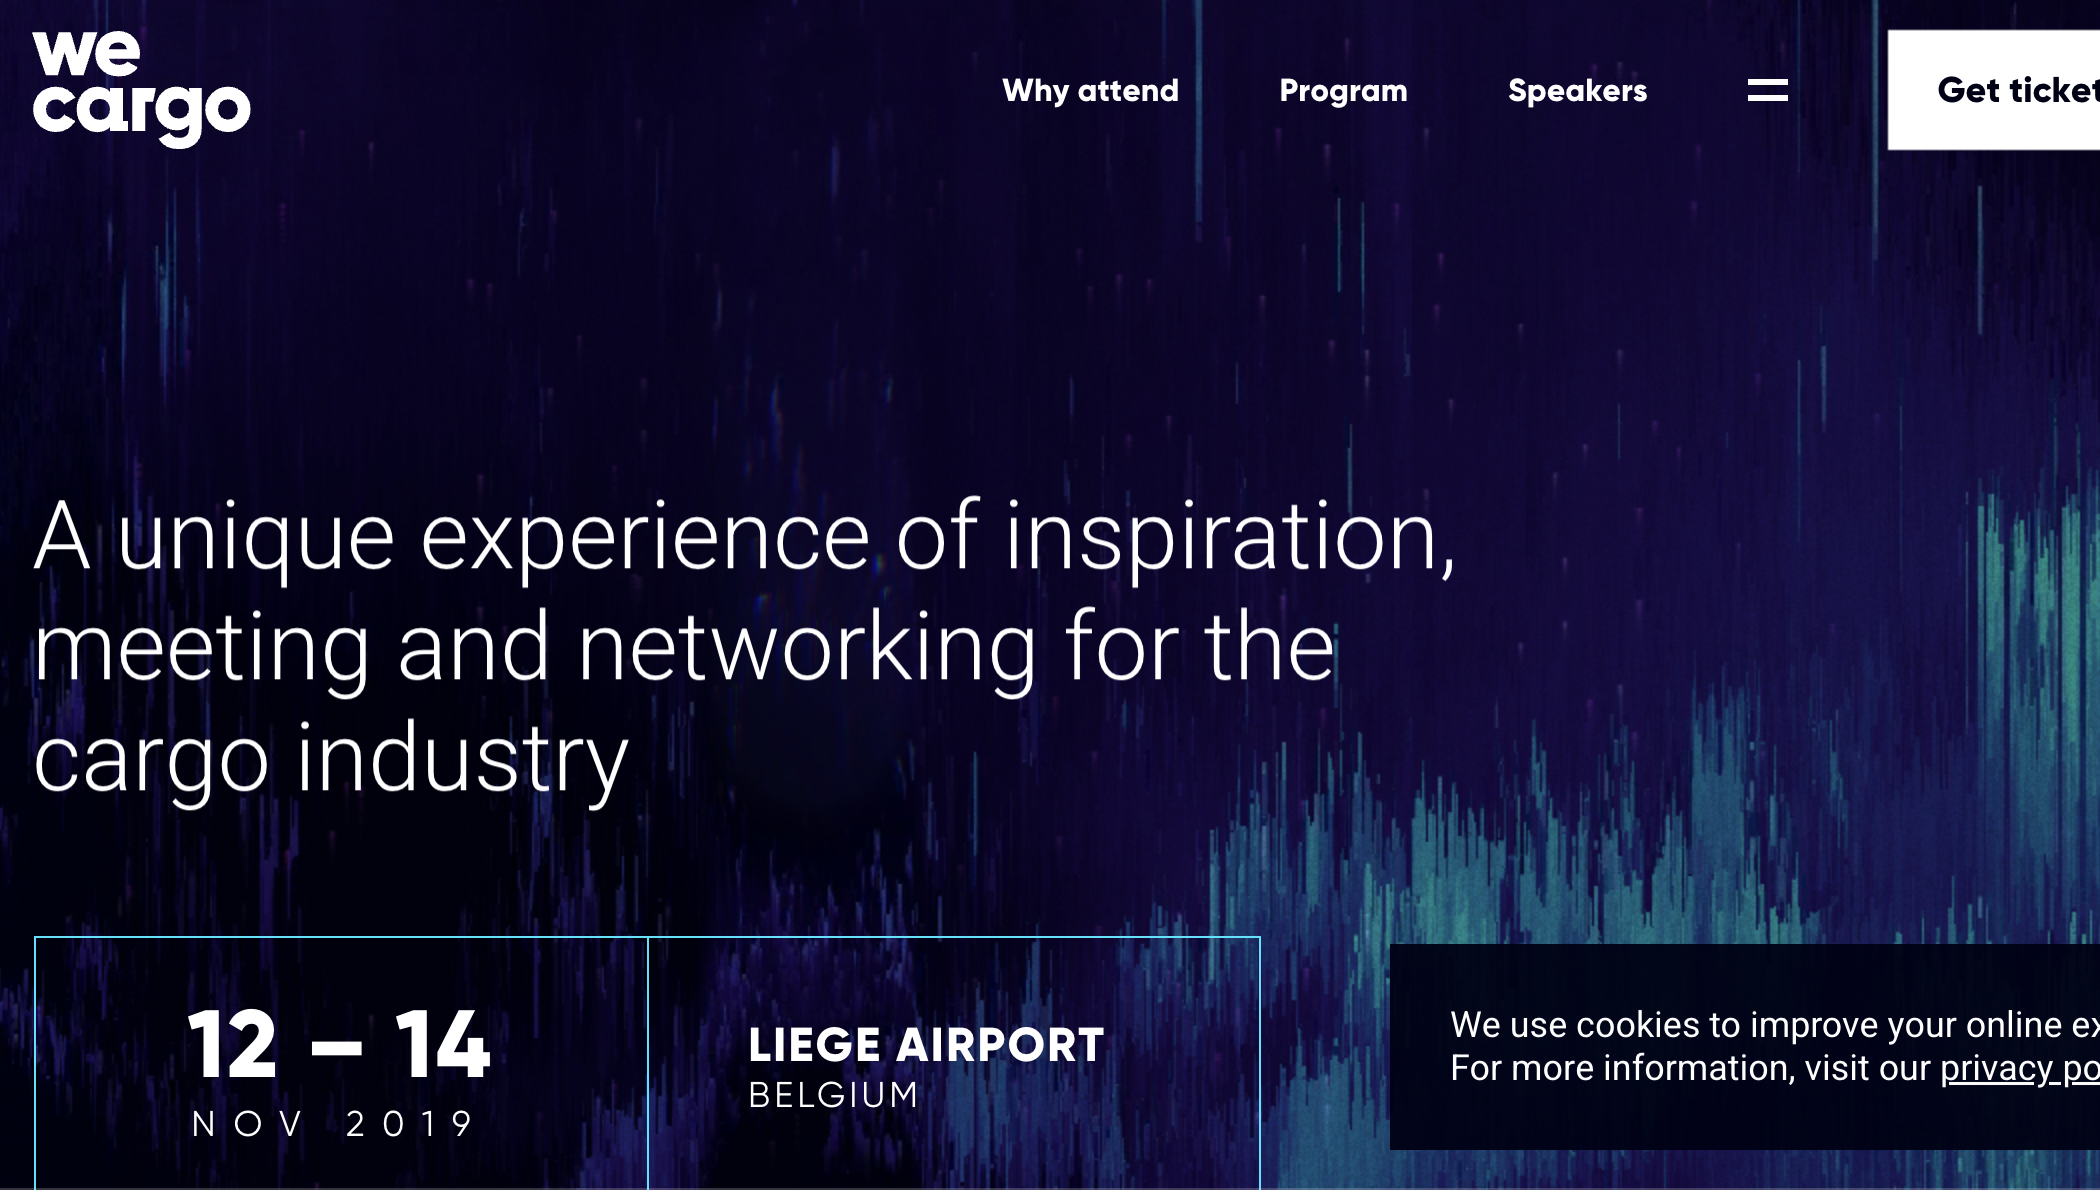 we
cargo
Why attend
Program
Speakers
Get ticket
A unique experience of inspiration,
meeting and networking for the
cargo industry
12 – 14
NOV 2019
LIEGE AIRPORT
BELGIUM
We use cookies to improve your online ex
For more information, visit our privacy po